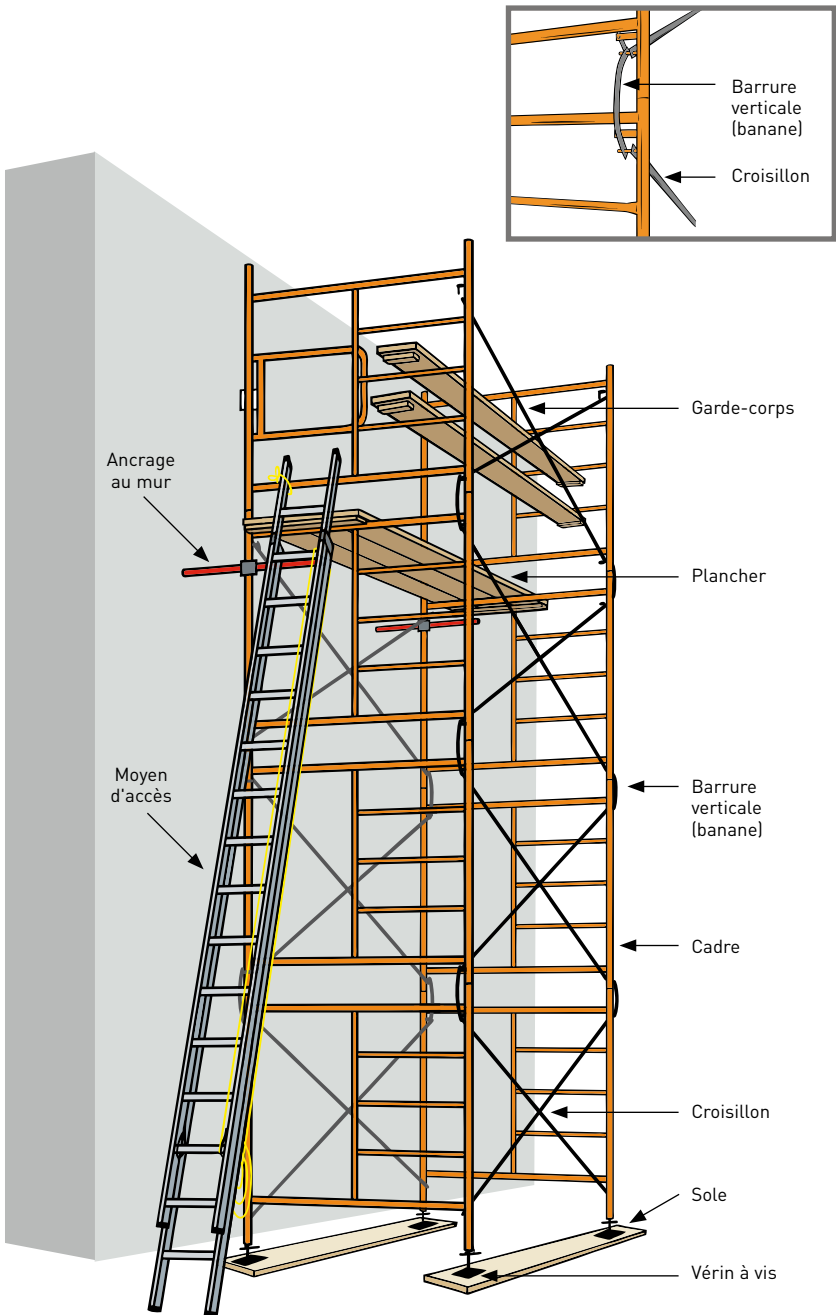 Barrure
verticale
(banane)
Croisillon
Garde-corps
Ancrage
au mur
Plancher
Moyen
d'accès
Barrure
verticale
(banane)
Cadre
Croisillon
Sole
Vérin à vis